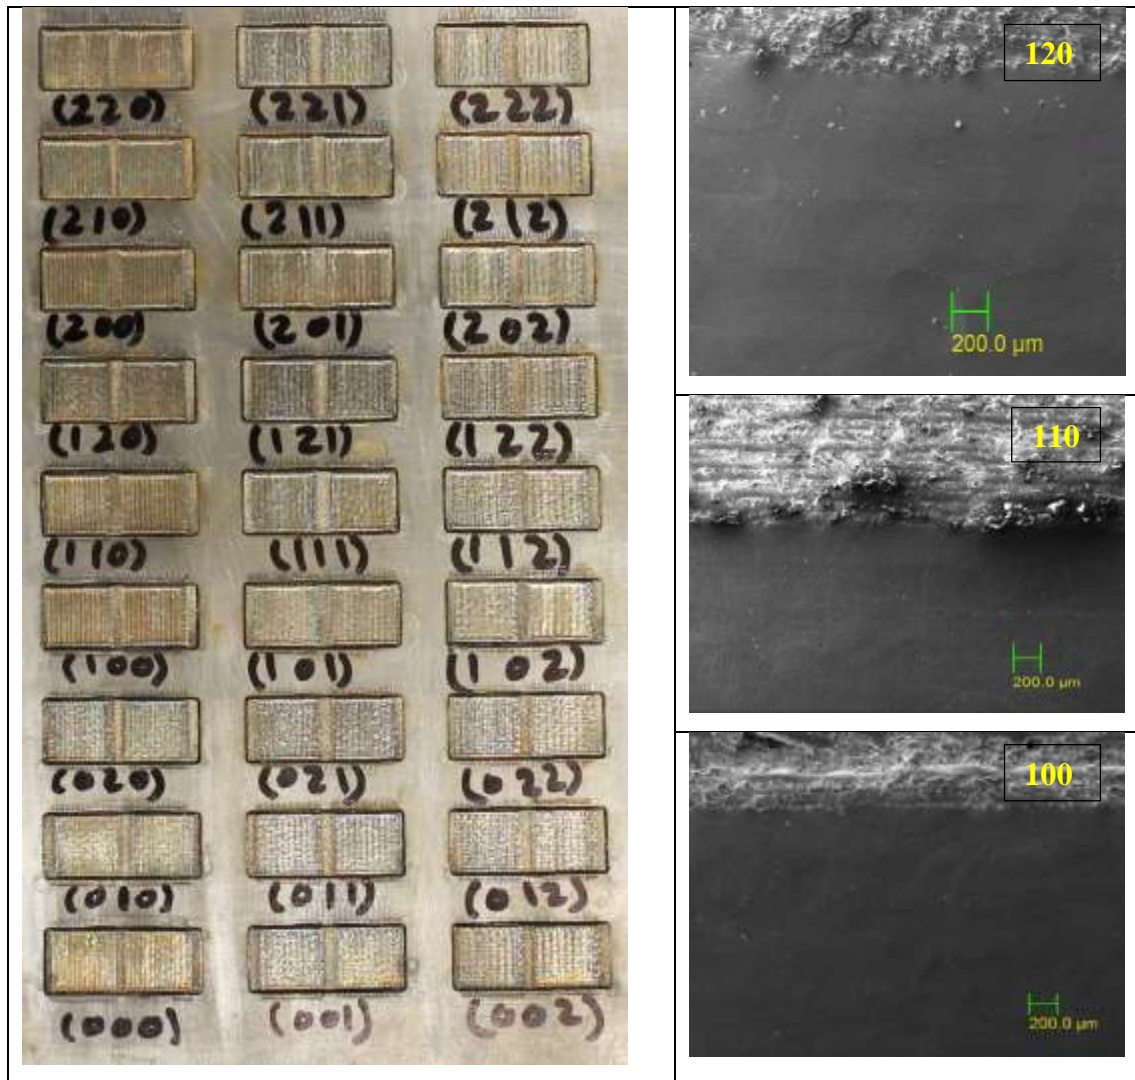 (220) (221) (222)
(210) (211) (212)
(200) (201) (202)
(120) (121) (122)
(110) (111) (112)
(100) (101) (102)
(020) (021) (022)
(010) (011) (012)
(000) (001) (002)
120
200.0 µm
110
200.0 µm
100
200.0 µm